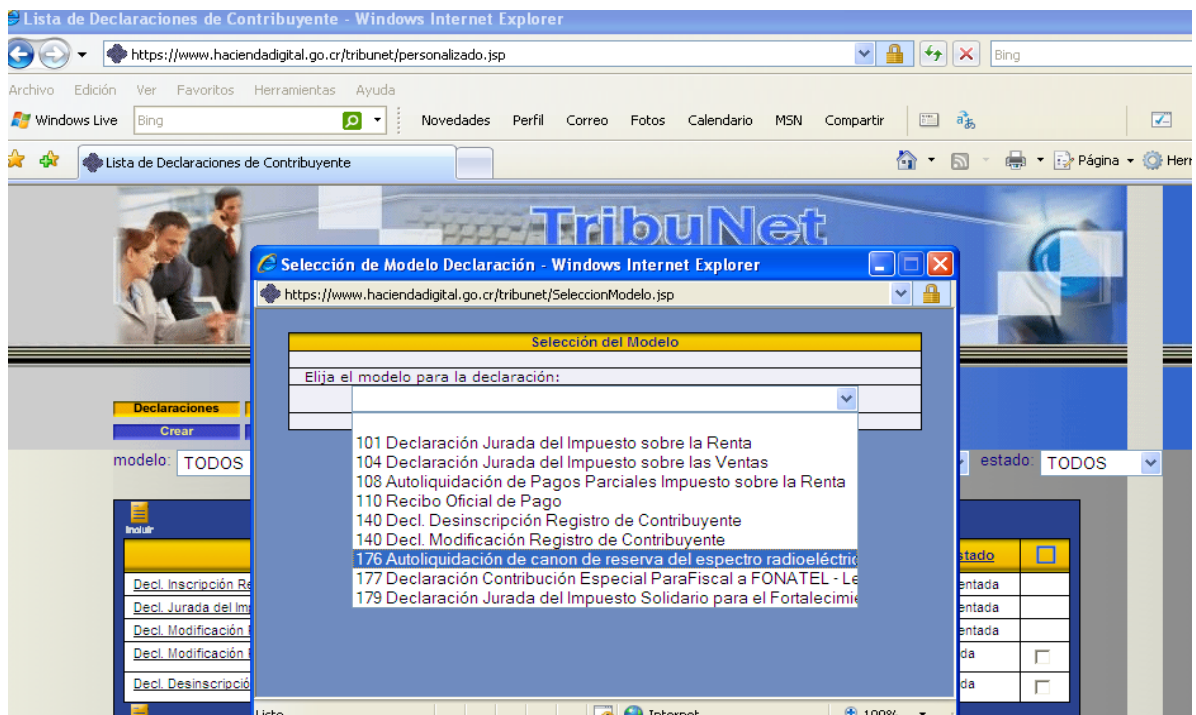 Lista de Declaraciones de Contribuyente - Windows Internet Explorer
https://www.haciendadigital.go.cr/tribunet/personalizado.jsp
Bing
Archivo Edición Ver Favoritos Herramientas Ayuda
Windows Live Bing Novedades Perfil Correo Fotos Calendario MSN Compartir
Lista de Declaraciones de Contribuyente Página
TribuNet
Selección de Modelo Declaración - Windows Internet Explorer
https://www.haciendadigital.go.cr/tribunet/SeleccionModelo.jsp
Selección del Modelo
Elija el modelo para la declaración:
Declaraciones
Crear
modelo: TODOS estado: TODOS
101 Declaración Jurada del Impuesto sobre la Renta
104 Declaración Jurada del Impuesto sobre las Ventas
108 Autoliquidación de Pagos Parciales Impuesto sobre la Renta
110 Recibo Oficial de Pago
140 Decl. Desinscripción Registro de Contribuyente
140 Decl. Modificación Registro de Contribuyente
176 Autoliquidación de canon de reserva del espectro radioeléctric
177 Declaración Contribución Especial ParaFiscal a FONATEL - Le
179 Declaración Jurada del Impuesto Solidario para el Fortalecimie
Incluir
stado
Decl. Inscripción Re entada
Decl. Jurada del Im entada
Decl. Modificación entada
Decl. Modificación da
Decl. Desinscripció da
Listo Internet 100%